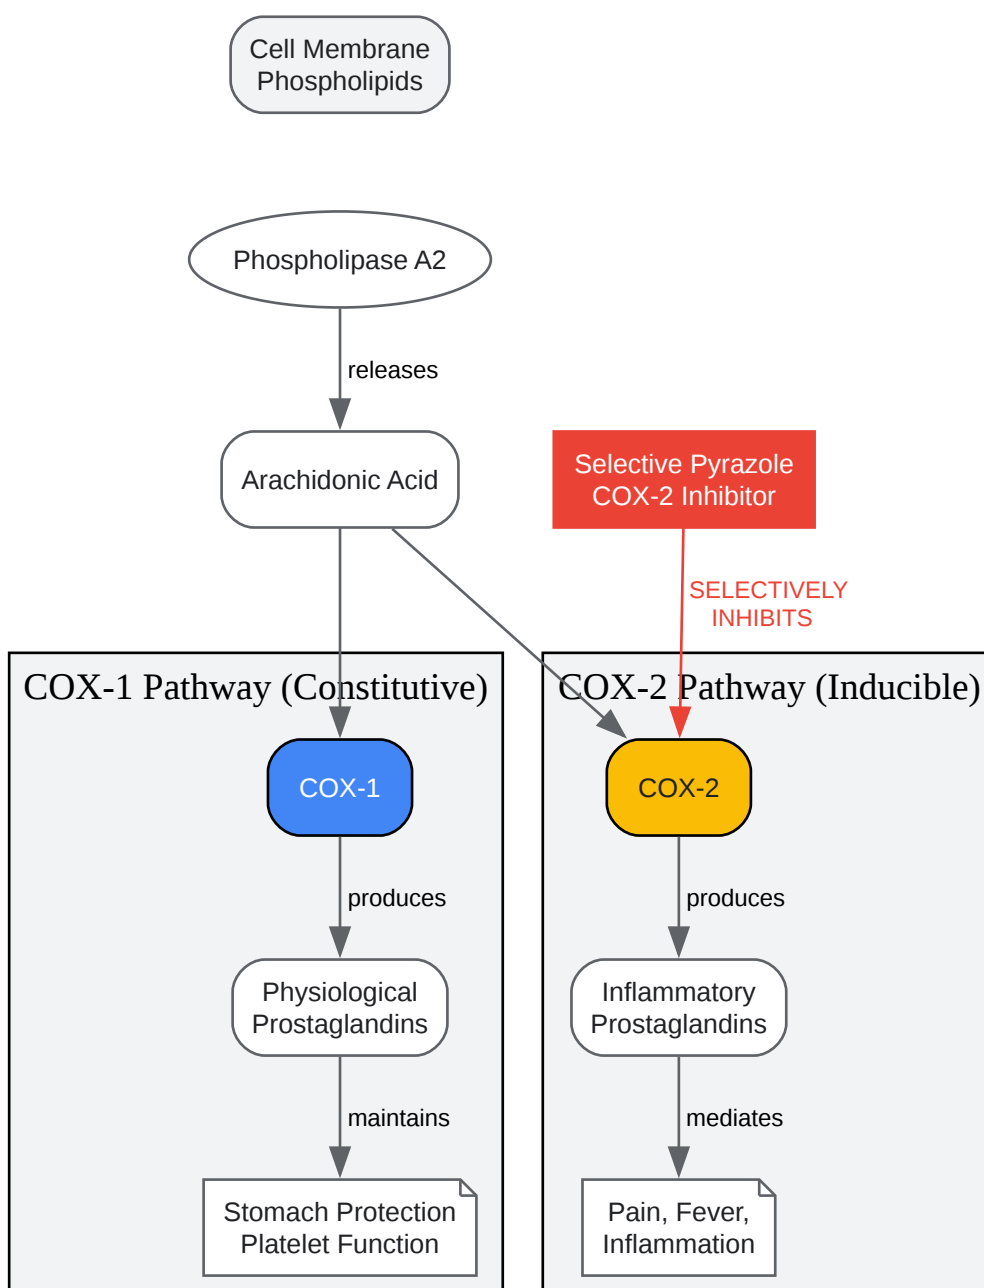 Cell Membrane
Phospholipids
Phospholipase A2
releases
Arachidonic Acid
Selective Pyrazole
COX-2 Inhibitor
SELECTIVELY
INHIBITS
COX-1 Pathway (Constitutive)
COX-2 Pathway (Inducible)
COX-1
COX-2
produces
produces
Physiological
Prostaglandins
Inflammatory
Prostaglandins
maintains
mediates
Stomach Protection
Platelet Function
Pain, Fever,
Inflammation